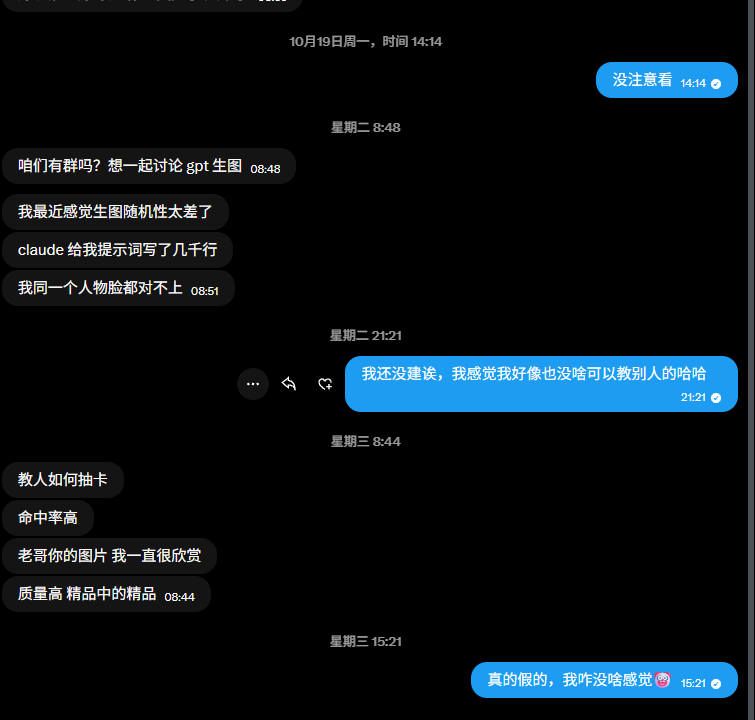 10月19日周一，时间 14:14
没注意看 14:14
星期二 8:48
咱们有群吗？想一起讨论 gpt 生图 08:48
我最近感觉生图随机性太差了
claude 给我提示词写了几千行
我同一个人物脸都对不上 08:51
星期二 21:21
我还没建诶，我感觉我好像也没啥可以教别人的哈哈
21:21
星期三 8:44
教人如何抽卡
命中率高
老哥你的图片 我一直很欣赏
质量高 精品中的精品 08:44
星期三 15:21
真的假的，我咋没啥感觉 15:21